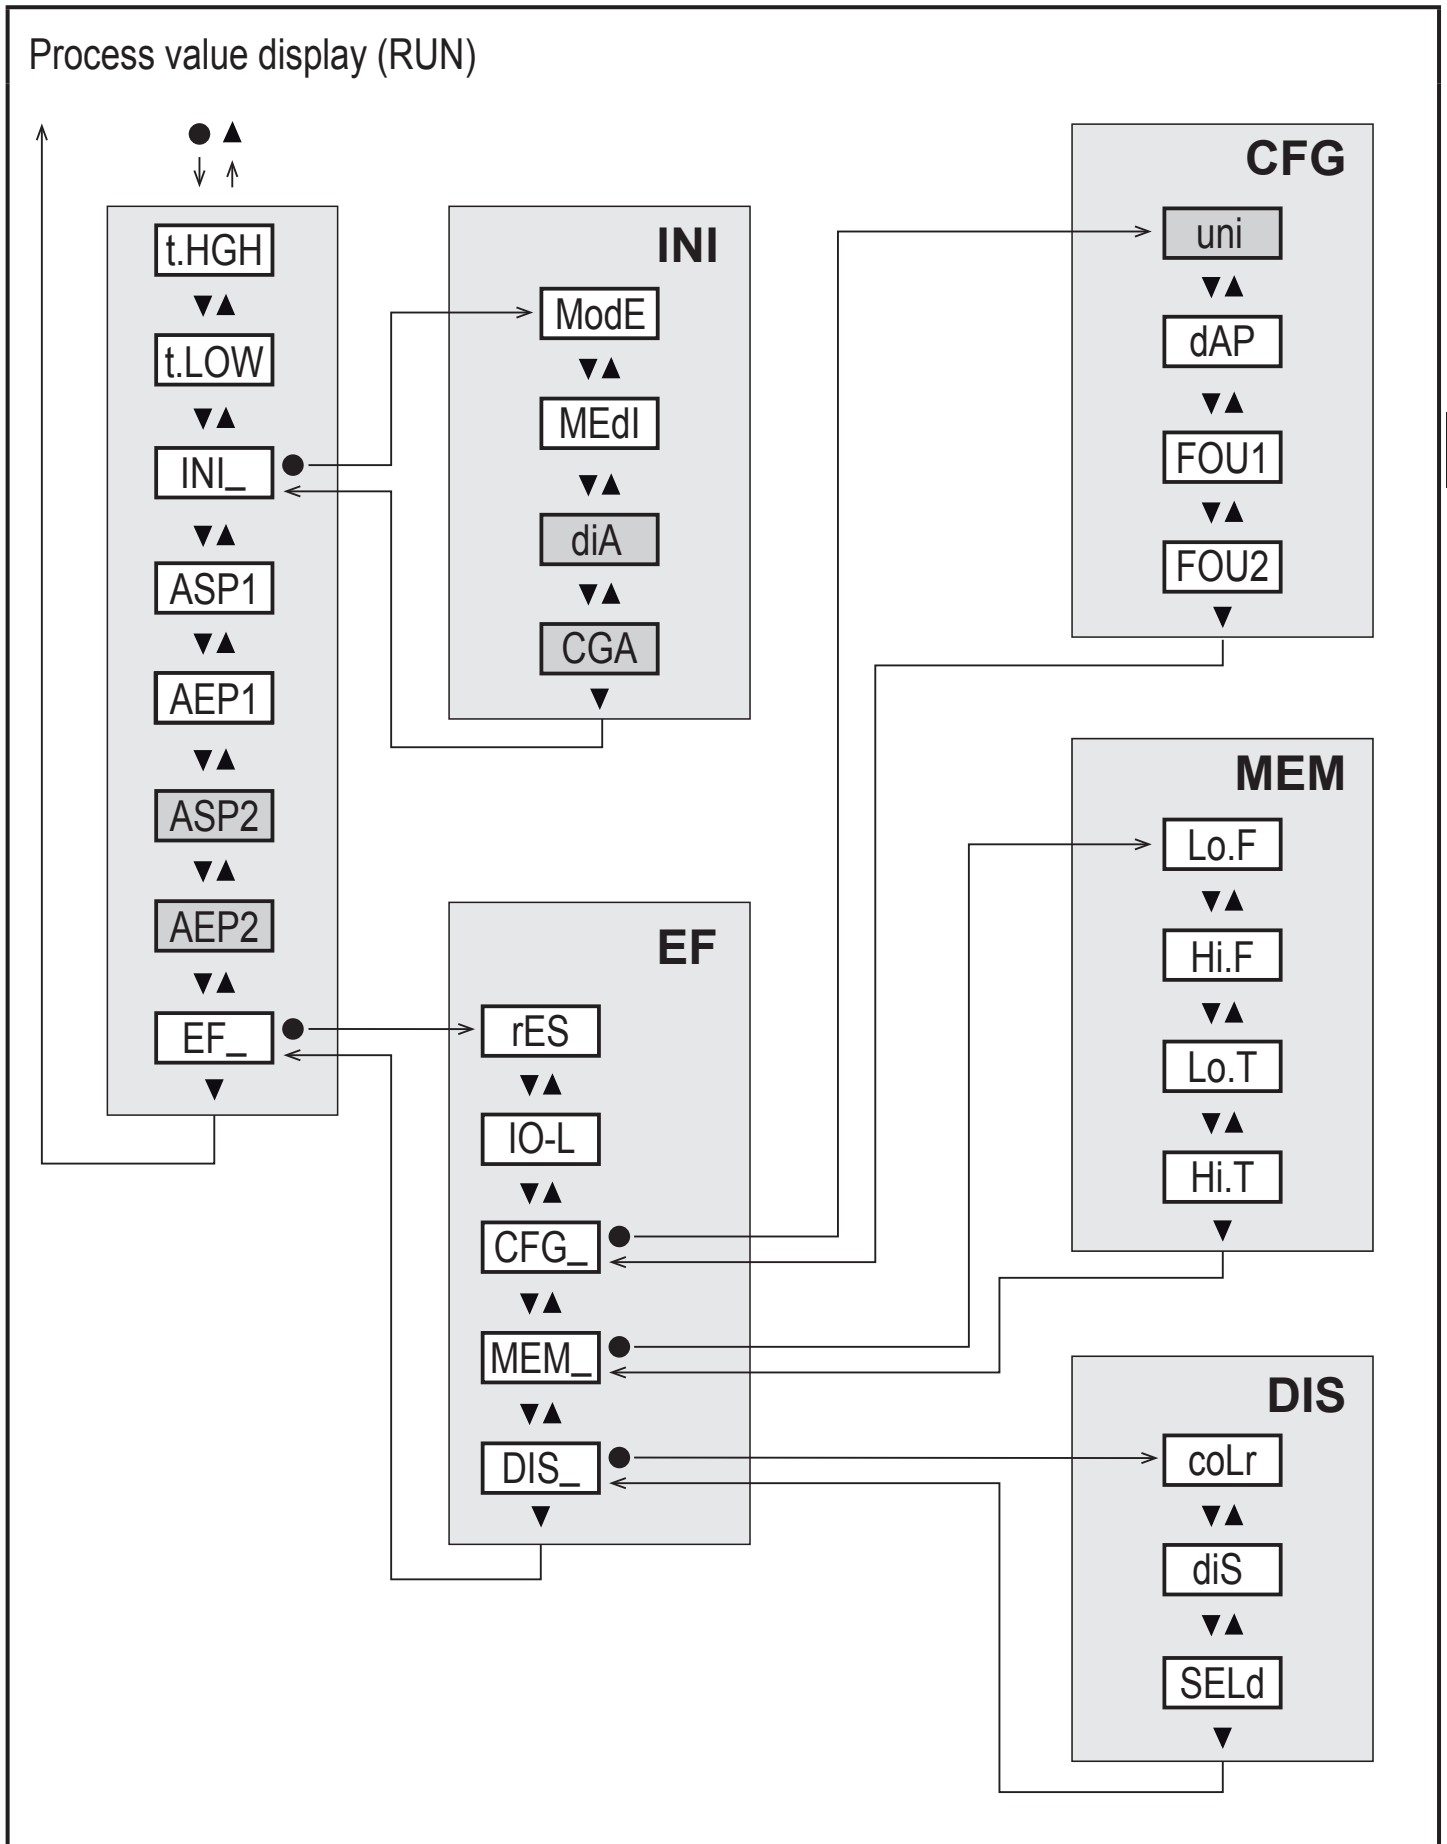 Process value display (RUN)
t.HGH
t.LOW
INI_
ASP1
AEP1
ASP2
AEP2
EF_
INI
ModE
MEdI
diA
CGA
EF
rES
IO-L
CFG_
MEM_
DIS_
CFG
uni
dAP
FOU1
FOU2
MEM
Lo.F
Hi.F
Lo.T
Hi.T
DIS
coLr
diS
SELd